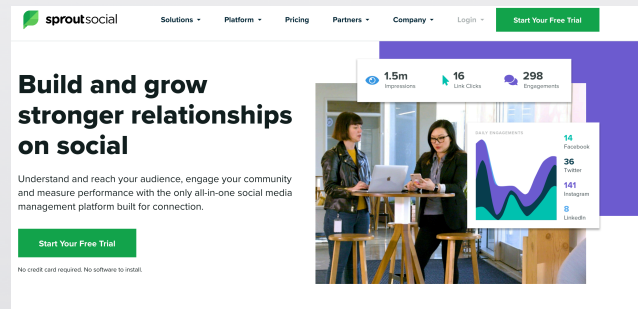 sproutsocial
Solutions
Platform
Pricing
Partners
Company
Login
Start Your Free Trial
Build and grow
stronger relationships
on social
Understand and reach your audience, engage your community
and measure performance with the only all-in-one social media
management platform built for connection.
Start Your Free Trial
No credit card required. No software to install.
1.5m
Impressions
16
Link Clicks
298
Engagements
DAILY ENGAGEMENTS
14
Facebook
36
Twitter
141
Instagram
8
LinkedIn